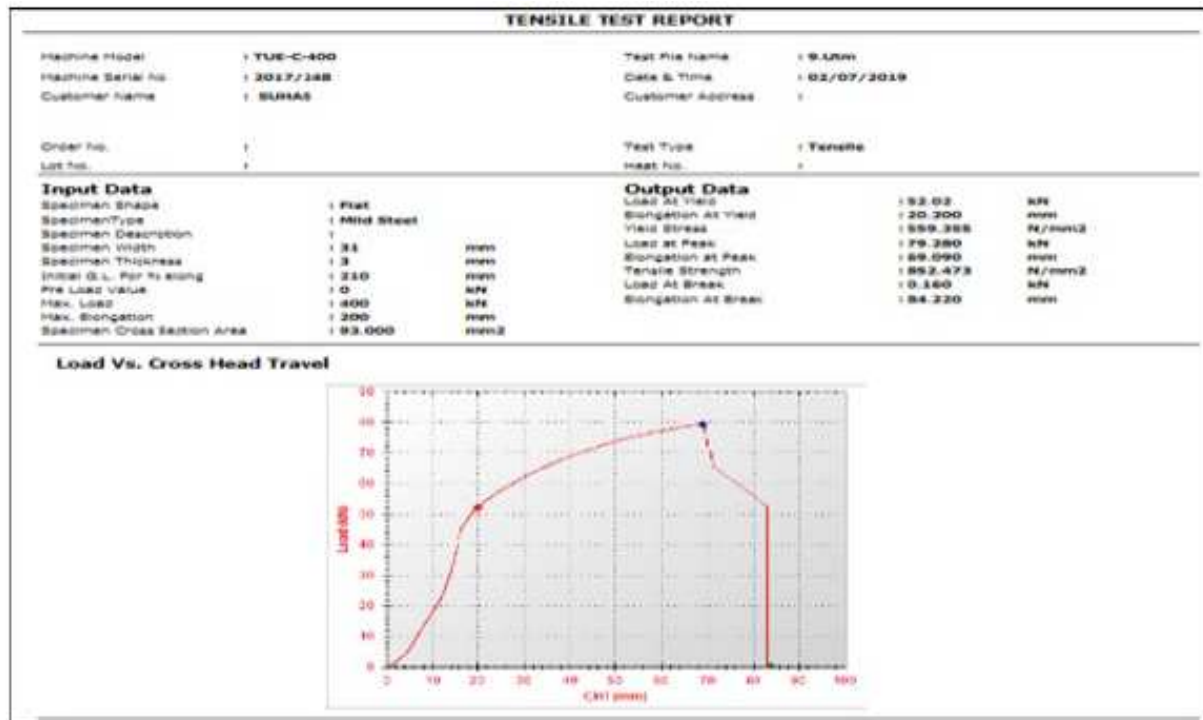 TENSILE TEST REPORT
Machine Model : TUE-C-400 Test File Name : 9.Utm
Machine Serial No : 2017/148 Date & Time : 02/07/2019
Customer Name : SUHAS Customer Address :
Order No. : Test Type : Tensile
Lot No. : Heat No. :
Input Data Output Data
Specimen Shape : Flat Load At Yield : 52.02 kN
SpecimenType : Mild Steel Elongation At Yield : 20.200 mm
Specimen Description : Yield Stress : 559.355 N/mm2
Specimen Width : 31 mm Load at Peak : 79.280 kN
Specimen Thickness : 3 mm Elongation at Peak : 69.090 mm
Initial G.L. For % elong : 210 mm Tensile Strength : 852.473 N/mm2
Pre Load Value : 0 kN Load At Break : 0.160 kN
Max. Load : 400 kN Elongation At Break : 84.220 mm
Max. Elongation : 200 mm
Specimen Cross Section Area : 93.000 mm2
Load Vs. Cross Head Travel
90
80
70
60
50
40
30
20
10
0
Load (kN)
0 10 20 30 40 50 60 70 80 90 100
C.H.T (mm)